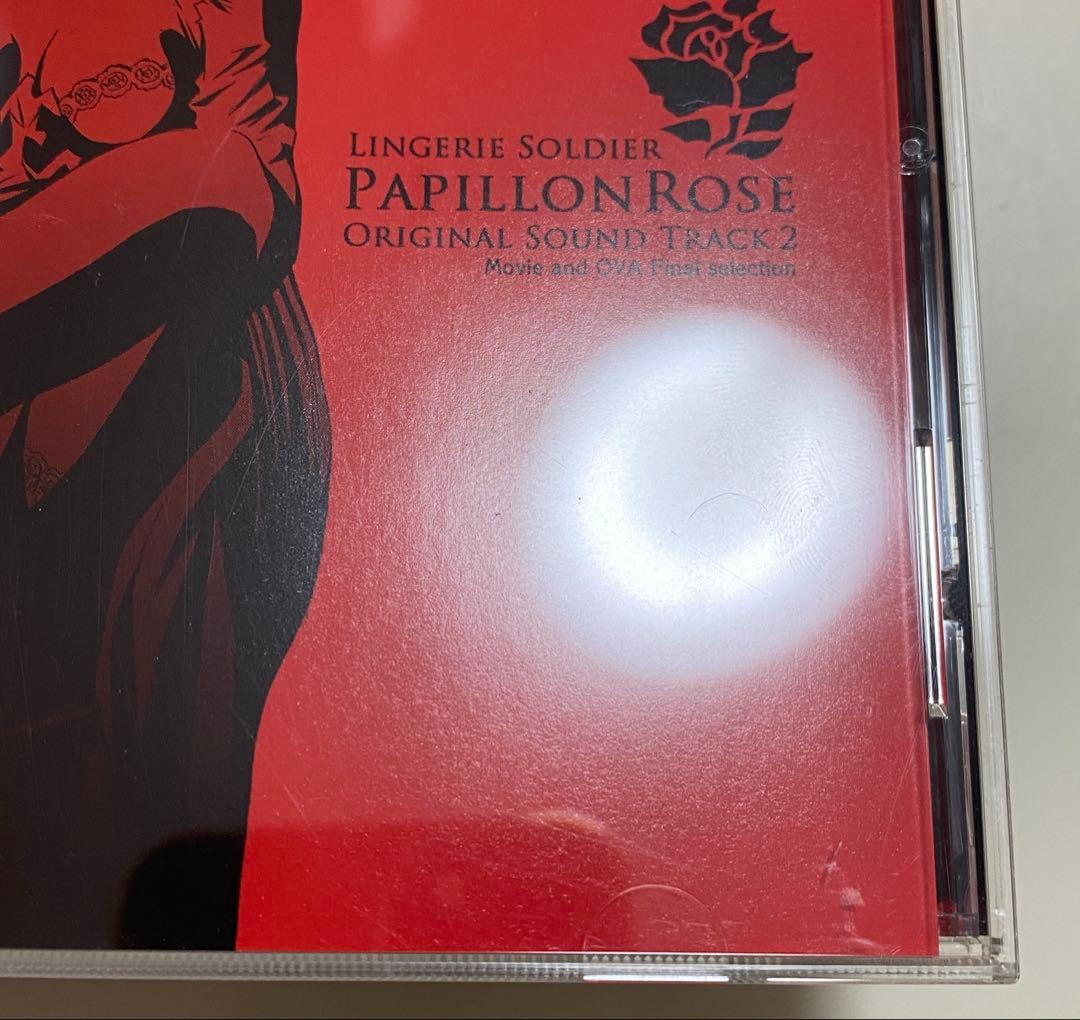 LINGERIE SOLDIER
PAPILLON ROSE
ORIGINAL SOUND TRACK 2
Movie and OVA Final selection